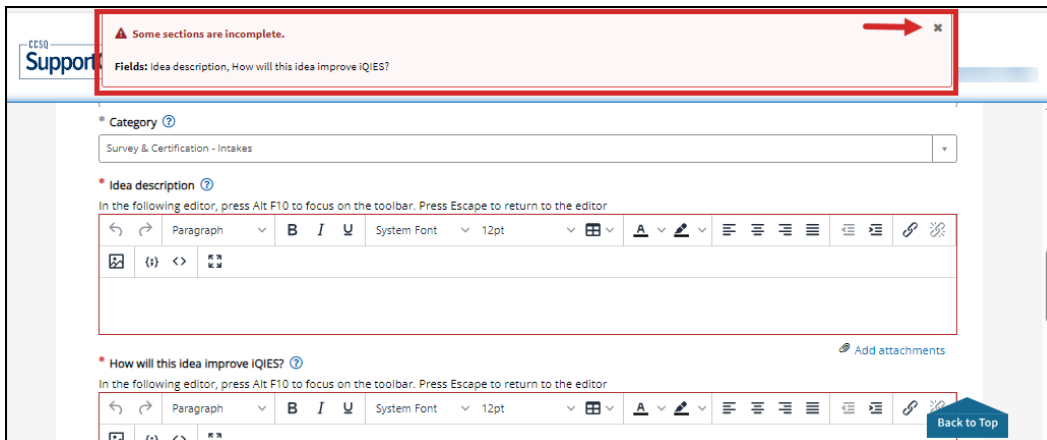 Some sections are incomplete.
Fields: Idea description, How will this idea improve iQIES?
CCSQ
Support
* Category
Survey & Certification - Intakes
* Idea description
In the following editor, press Alt F10 to focus on the toolbar. Press Escape to return to the editor
Paragraph B I U System Font 12pt A
Add attachments
* How will this idea improve iQIES?
In the following editor, press Alt F10 to focus on the toolbar. Press Escape to return to the editor
Paragraph B I U System Font 12pt A
Back to Top